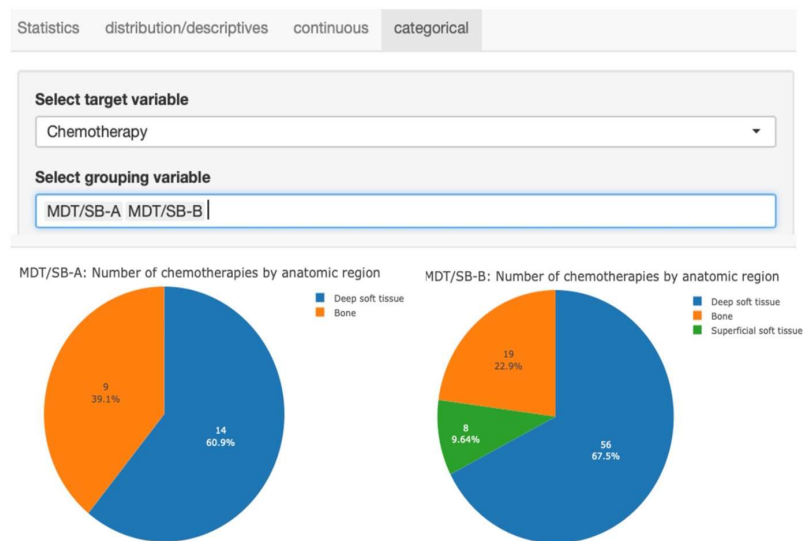 Statistics distribution/descriptives continuous categorical
Select target variable
Chemotherapy
Select grouping variable
MDT/SB-A MDT/SB-B
MDT/SB-A: Number of chemotherapies by anatomic region
Deep soft tissue
Bone
9
39.1%
14
60.9%
MDT/SB-B: Number of chemotherapies by anatomic region
Deep soft tissue
Bone
Superficial soft tissue
19
22.9%
8
9.64%
56
67.5%